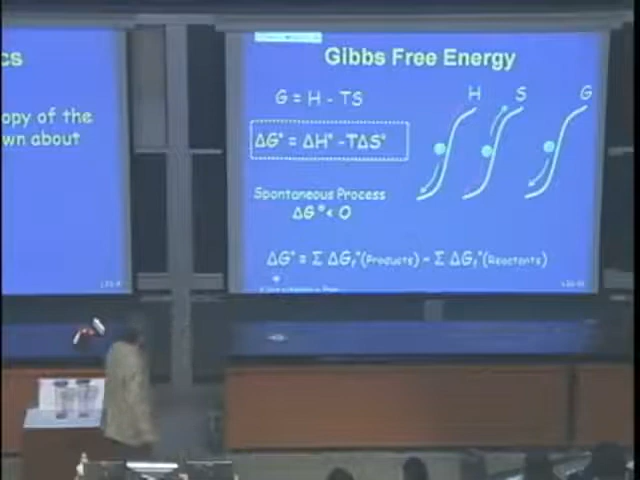 cs
opy of the
wn about
Gibbs Free Energy
G = H - TS
H S G
ΔG° = ΔH° - TΔS°
Spontaneous Process
ΔG° < 0
ΔG° = Σ ΔGf°(Products) - Σ ΔGf°(Reactants)